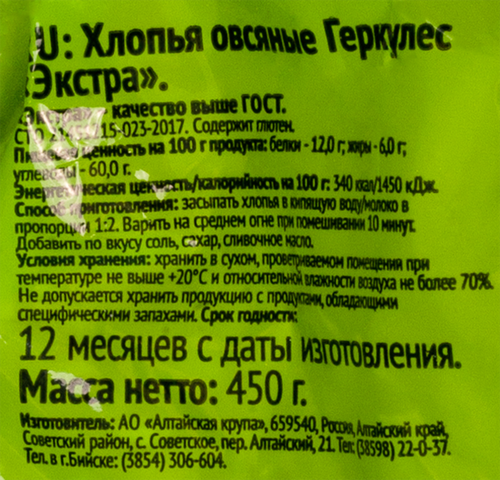 U: Хлопья овсяные Геркулес
«Экстра».
«Экстра» - качество выше ГОСТ.
СТО 15-023-2017. Содержит глютен.
Пищевая ценность на 100 г продукта: белки - 12,0 г; жиры - 6,0 г;
углеводы - 60,0 г.
Энергетическая ценность/калорийность на 100 г: 340 ккал/1450 кДж.
Способ приготовления: засыпать хлопья в кипящую воду/молоко в
пропорции 1:2. Варить на среднем огне при помешивании 10 минут.
Добавить по вкусу соль, сахар, сливочное масло.
Условия хранения: хранить в сухом, проветриваемом помещении при
температуре не выше +20°С и относительной влажности воздуха не более 70%.
Не допускается хранить продукцию с продуктами, обладающими
специфическими запахами. Срок годности:
12 месяцев с даты изготовления.
Масса нетто: 450 г.
Изготовитель: АО «Алтайская крупа», 659540, Россия, Алтайский край,
Советский район, с. Советское, пер. Алтайский, 21. Тел: (38598) 22-0-37.
Тел. в г.Бийске: (3854) 306-604.